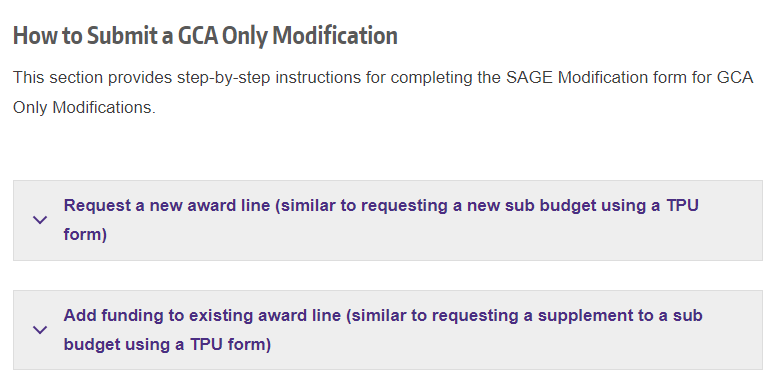 How to Submit a GCA Only Modification
This section provides step-by-step instructions for completing the SAGE Modification form for GCA
Only Modifications.
Request a new award line (similar to requesting a new sub budget using a TPU
form)
Add funding to existing award line (similar to requesting a supplement to a sub
budget using a TPU form)